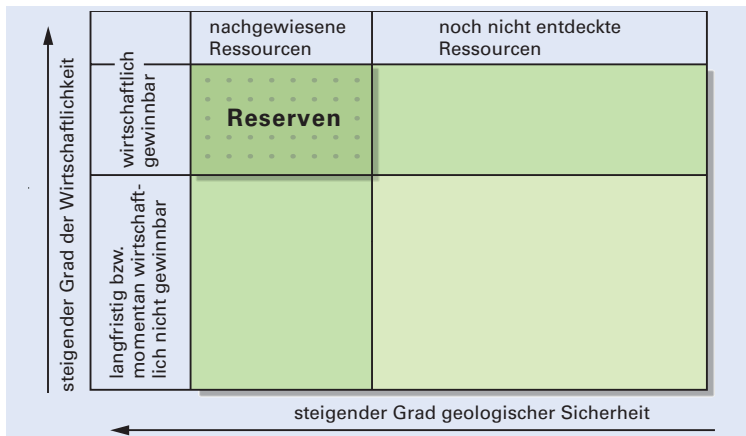 nachgewiesene
Ressourcen
noch nicht entdeckte
Ressourcen
steigender Grad der Wirtschaftlichkeit
wirtschaftlich
gewinnbar
Reserven
langfristig bzw.
momentan wirtschaft-
lich nicht gewinnbar
steigender Grad geologischer Sicherheit